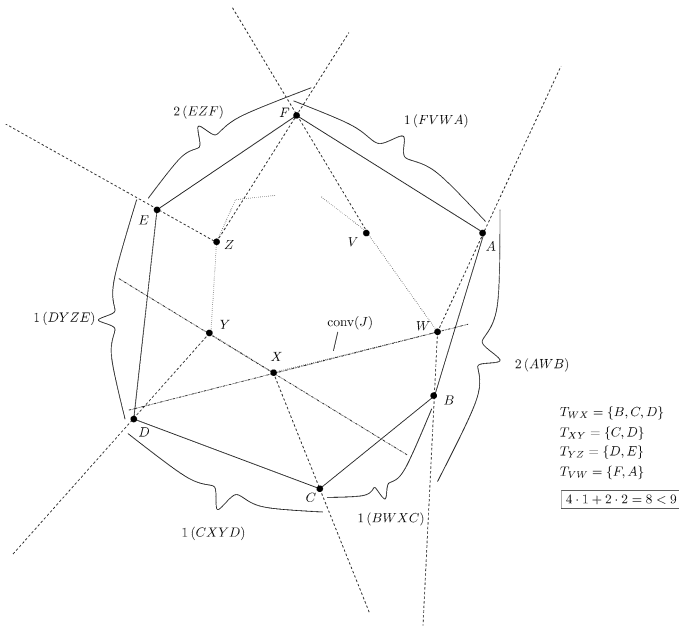 2 (EZF)
F
1 (FVWA)
E
Z
V
A
1 (DYZE)
Y
conv(J)
W
X
2 (AWB)
B
D
C
1 (BWXC)
1 (CXYD)
T_{WX} = {B, C, D}
T_{XY} = {C, D}
T_{YZ} = {D, E}
T_{VW} = {F, A}
4 · 1 + 2 · 2 = 8 < 9